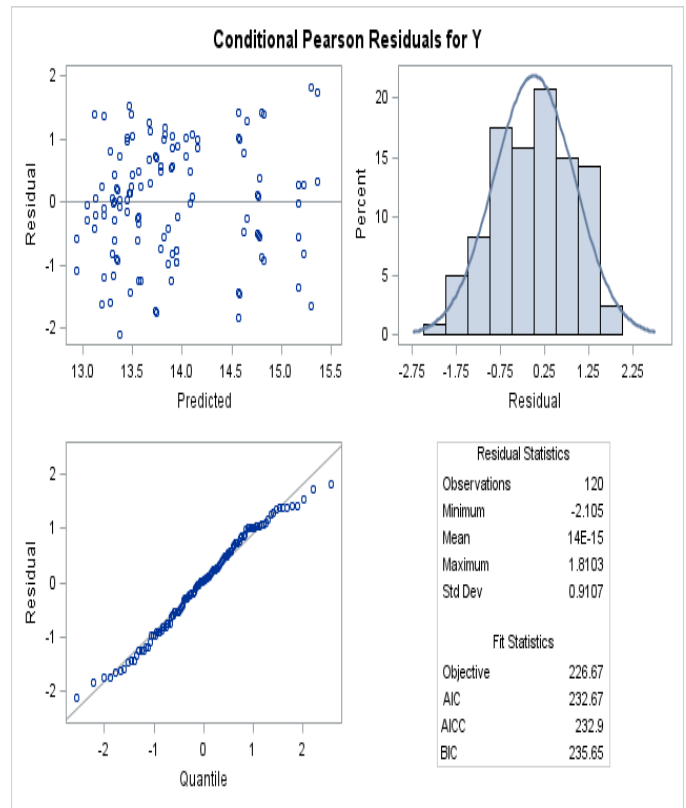 Conditional Pearson Residuals for Y
Residual
2
1
0
-1
-2
13.0 13.5 14.0 14.5 15.0 15.5
Predicted
Percent
20
15
10
5
0
-2.75 -1.75 -0.75 0.25 1.25 2.25
Residual
Residual
2
1
0
-1
-2
-2 -1 0 1 2
Quantile
Residual Statistics
Observations 120
Minimum -2.105
Mean 14E-15
Maximum 1.8103
Std Dev 0.9107
Fit Statistics
Objective 226.67
AIC 232.67
AICC 232.9
BIC 235.65